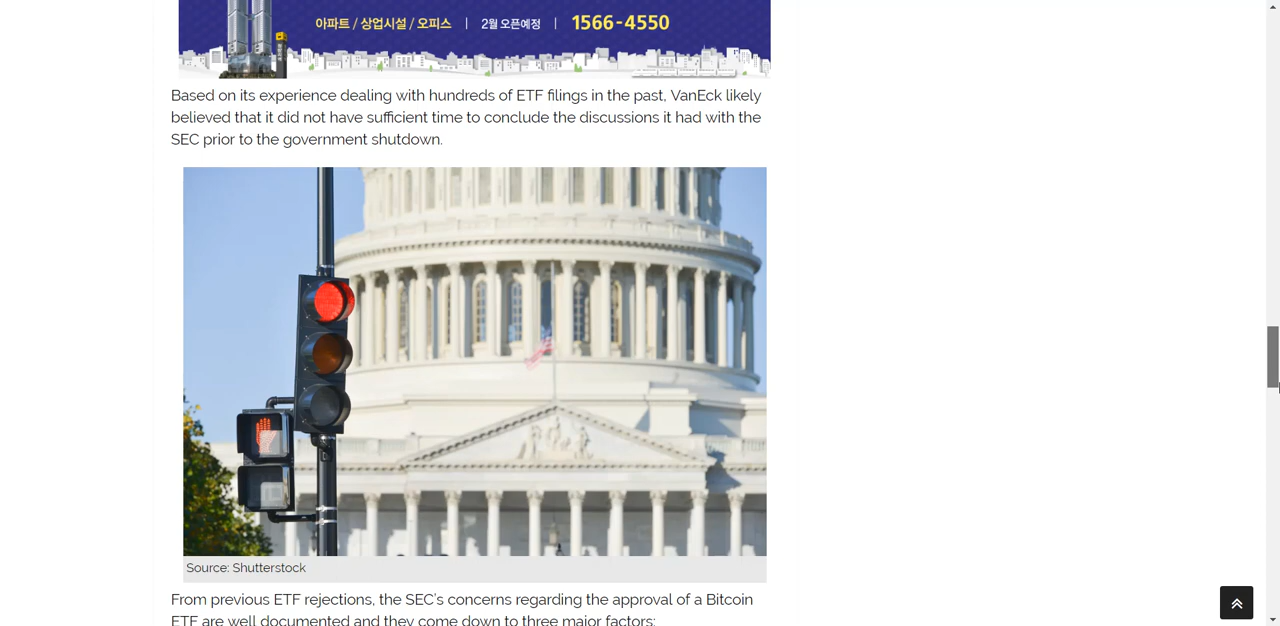 아파트 / 상업시설 / 오피스 | 2월 오픈예정 | 1566-4550
Based on its experience dealing with hundreds of ETF filings in the past, VanEck likely
believed that it did not have sufficient time to conclude the discussions it had with the
SEC prior to the government shutdown.
Source: Shutterstock
From previous ETF rejections, the SEC's concerns regarding the approval of a Bitcoin
ETF are well documented and they come down to three major factors: